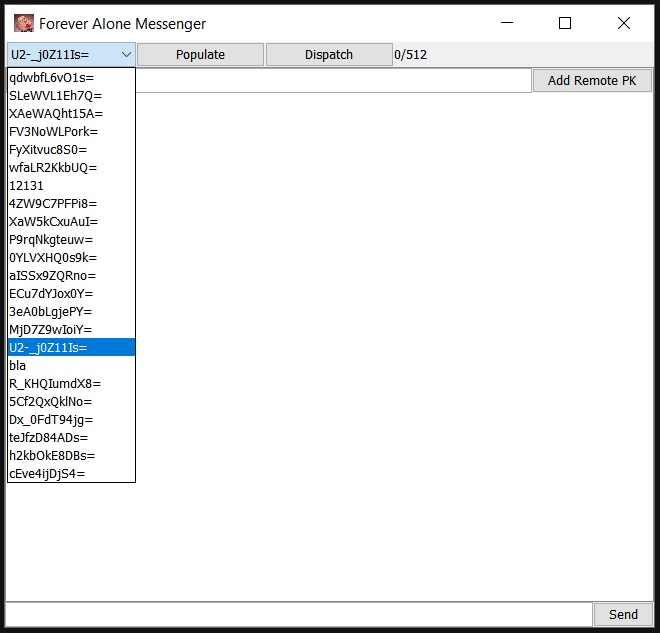 Forever Alone Messenger
U2-_j0Z11Is= Populate Dispatch 0/512
Add Remote PK
qdwbfL6vO1s=
SLeWVL1Eh7Q=
XAeWAQht15A=
FV3NoWLPork=
FyXitvuc8S0=
wfaLR2KkbUQ=
12131
4ZW9C7PFPi8=
XaW5kCxuAuI=
P9rqNkgteuw=
0YLVXHQ0s9k=
aISSx9ZQRno=
ECu7dYJox0Y=
3eA0bLgjePY=
MjD7Z9wIoiY=
U2-_j0Z11Is=
bla
R_KHQIumdX8=
5Cf2QxQklNo=
Dx_0FdT94jg=
teJfzD84ADs=
h2kbOkE8DBs=
cEve4ijDjS4=
Send